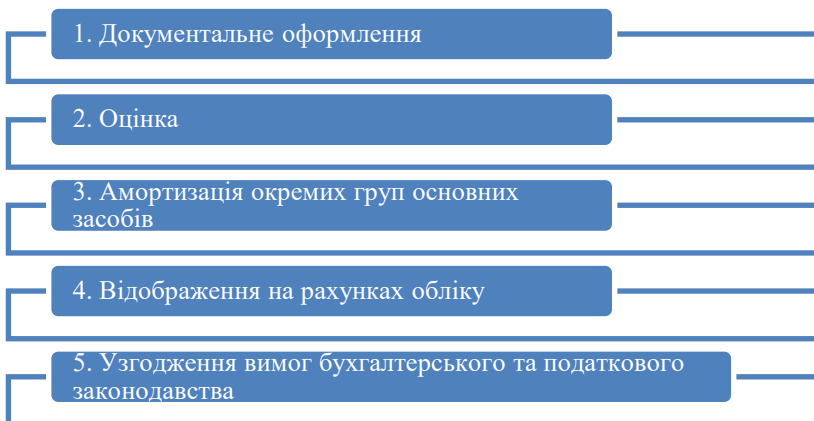 1. Документальне оформлення
2. Оцінка
3. Амортизація окремих груп основних
засобів
4. Відображення на рахунках обліку
5. Узгодження вимог бухгалтерського та податкового
законодавства